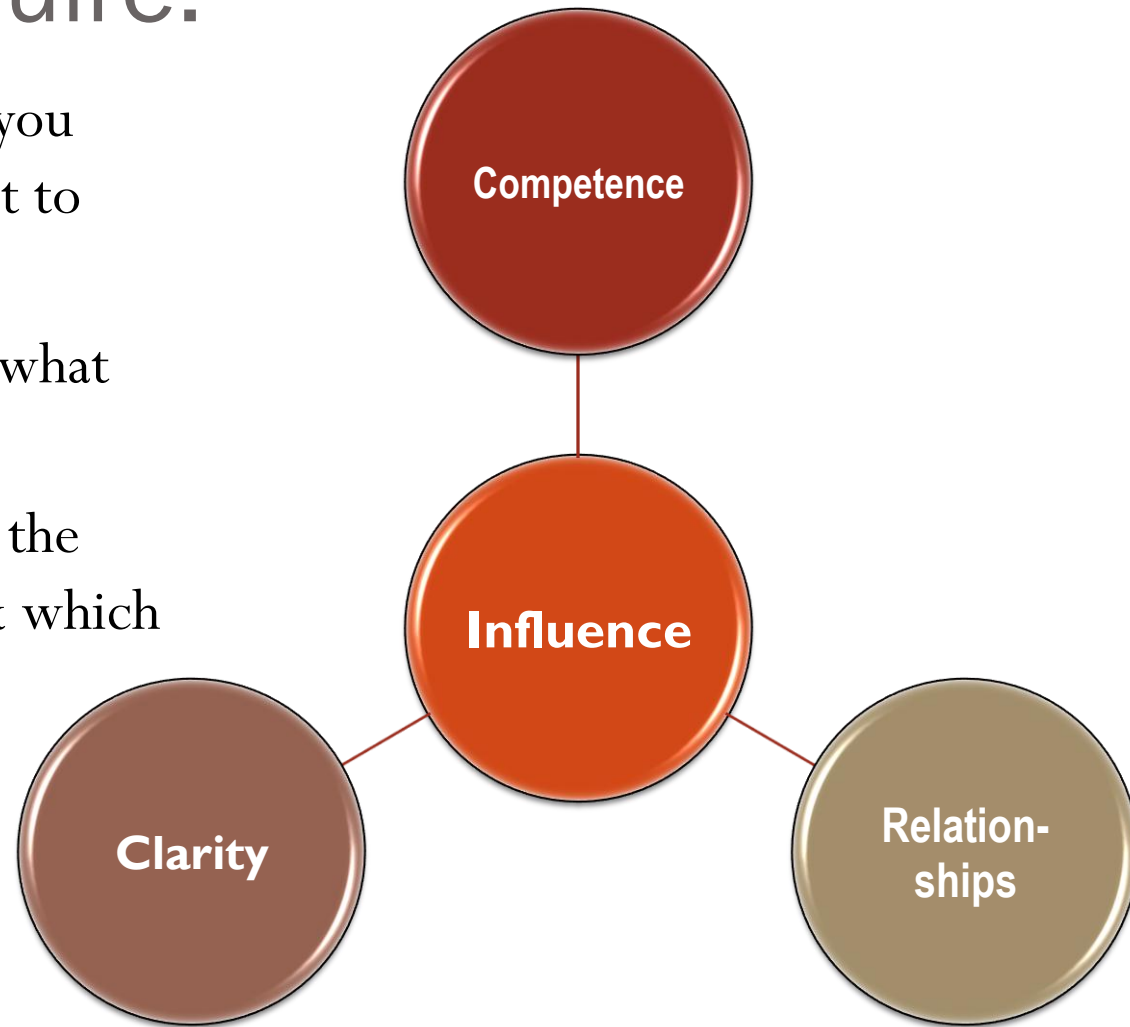 you
t to
what
the
which
Competence
Influence
Clarity
Relation-
ships